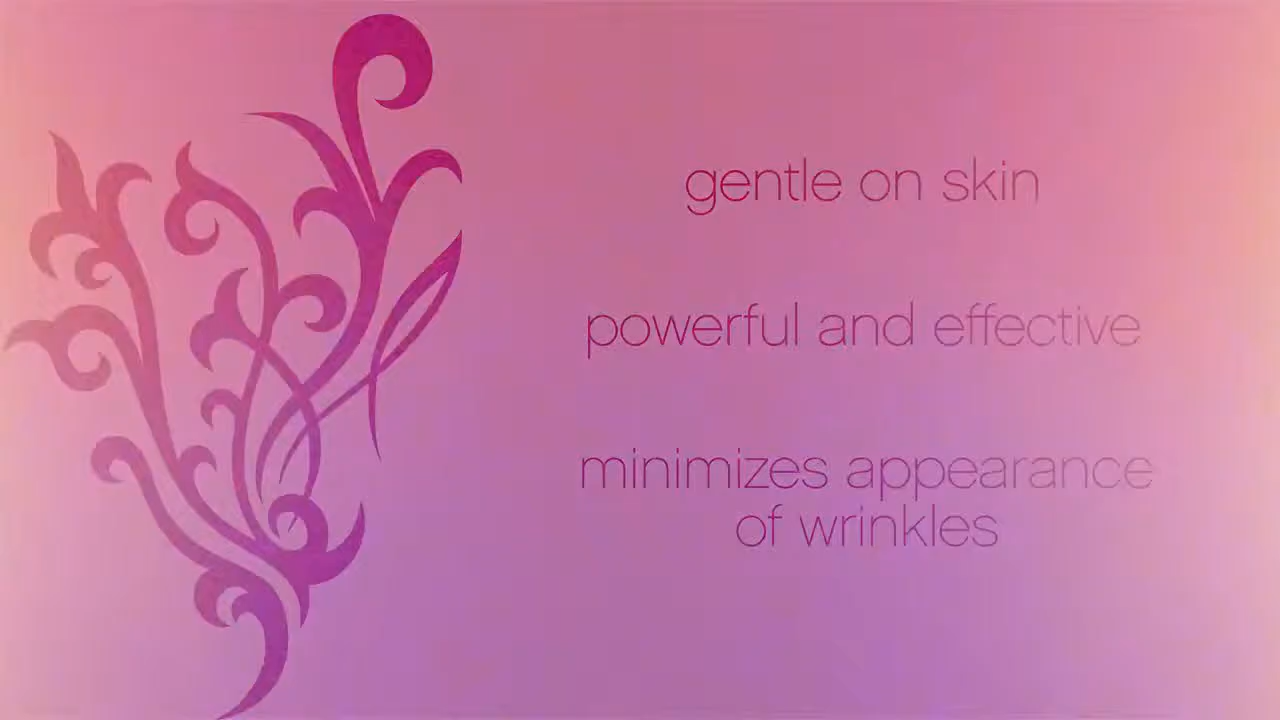 gentle on skin
powerful and effective
minimizes appearance
of wrinkles